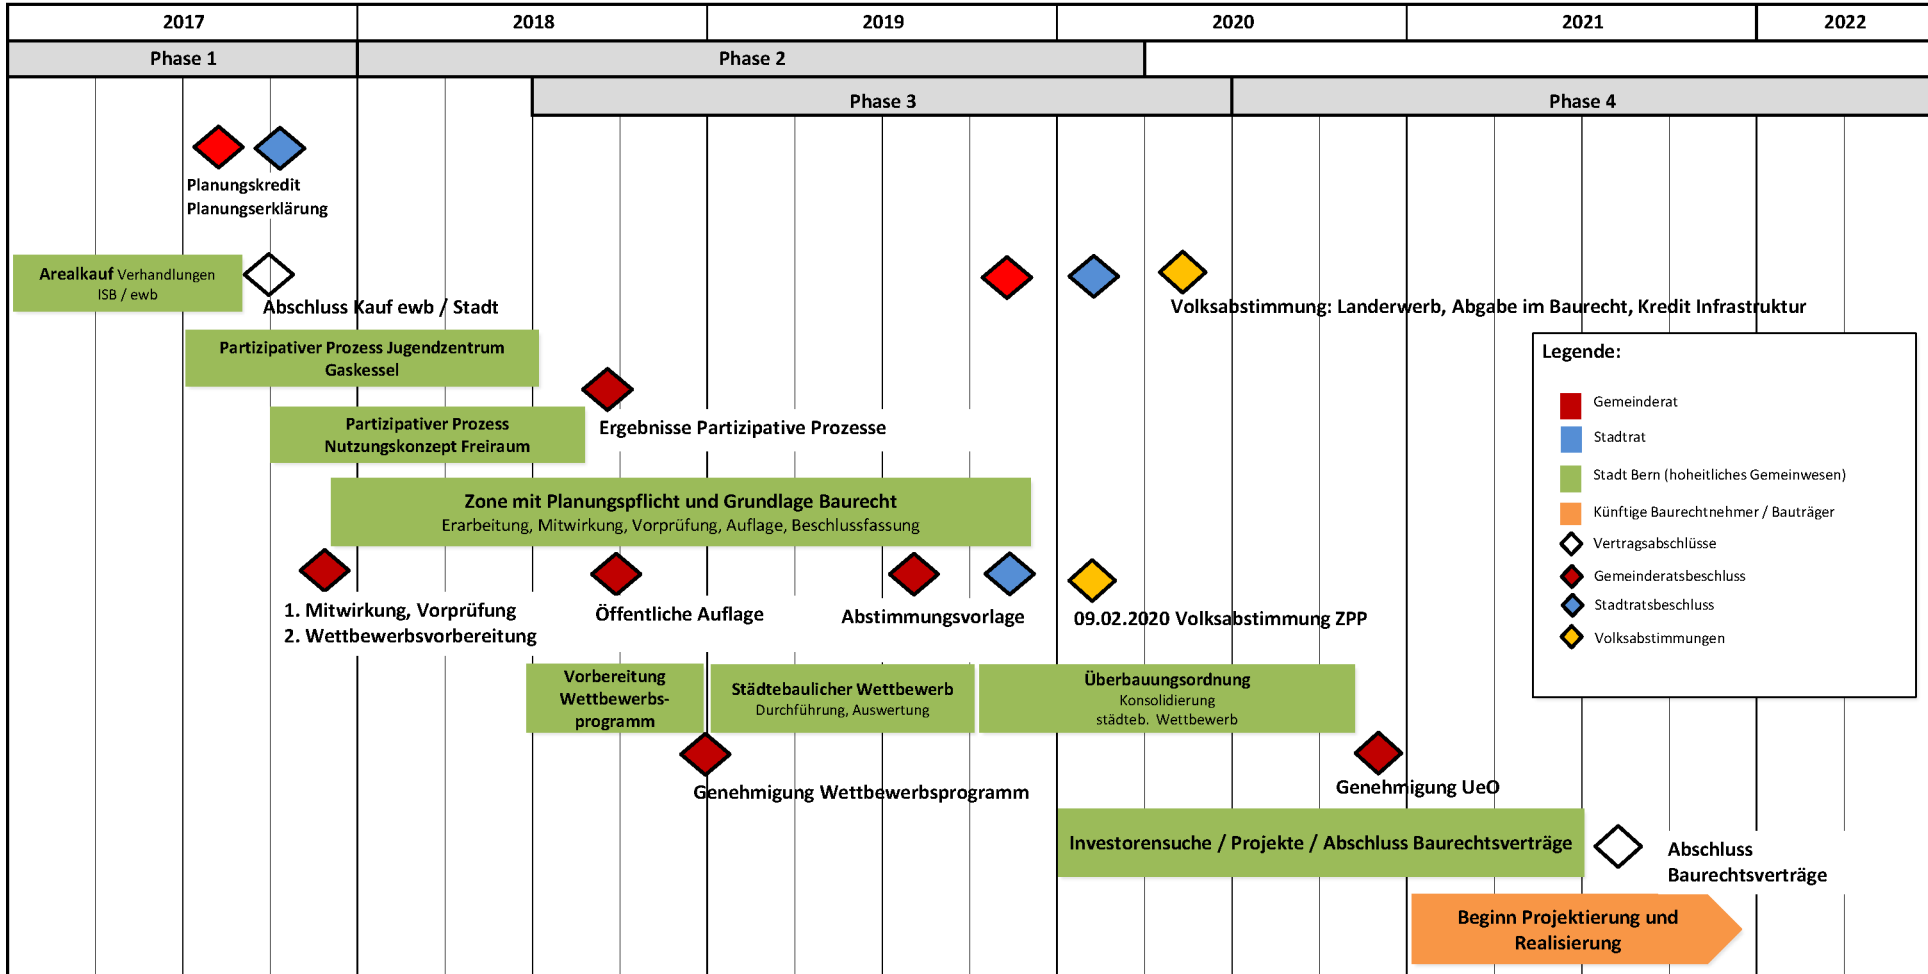 2017
2018
2019
2020
2021
2022
Phase 1
Phase 2
Phase 3
Phase 4
Planungskredit
Planungserklärung
Arealkauf Verhandlungen
ISB / ewb
Abschluss Kauf ewb / Stadt
Volksabstimmung: Landerwerb, Abgabe im Baurecht, Kredit Infrastruktur
Partizipativer Prozess Jugendzentrum
Gaskessel
Partizipativer Prozess
Nutzungskonzept Freiraum
Ergebnisse Partizipative Prozesse
Zone mit Planungspflicht und Grundlage Baurecht
Erarbeitung, Mitwirkung, Vorprüfung, Auflage, Beschlussfassung
1. Mitwirkung, Vorprüfung
2. Wettbewerbsvorbereitung
Öffentliche Auflage
Abstimmungsvorlage
09.02.2020 Volksabstimmung ZPP
Legende:
Gemeinderat
Stadtrat
Stadt Bern (hoheitliches Gemeinwesen)
Künftige Baurechtnehmer / Bauträger
Vertragsabschlüsse
Gemeinderatsbeschluss
Stadtratsbeschluss
Volksabstimmungen
Vorbereitung
Wettbewerbs-
programm
Städtebaulicher Wettbewerb
Durchführung, Auswertung
Überbauungsordnung
Konsolidierung
städteb. Wettbewerb
Genehmigung Wettbewerbsprogramm
Genehmigung UeO
Investorensuche / Projekte / Abschluss Baurechtsverträge
Abschluss
Baurechtsverträge
Beginn Projektierung und
Realisierung